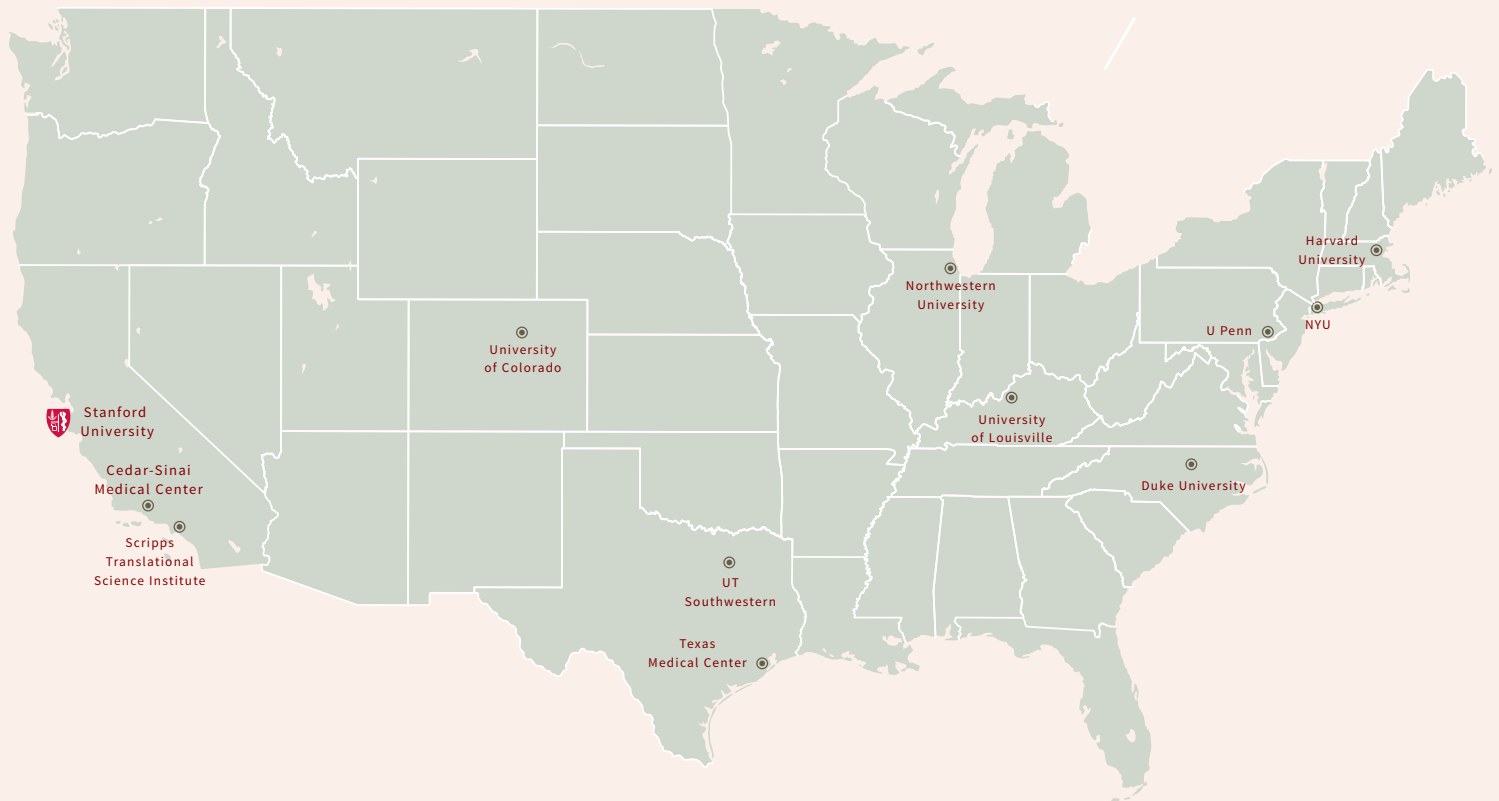 Harvard
University
Northwestern
University
U Penn
NYU
University
of Colorado
Stanford
University
University
of Louisville
Cedar-Sinai
Medical Center
Duke University
Scripps
Translational
Science Institute
UT
Southwestern
Texas
Medical Center